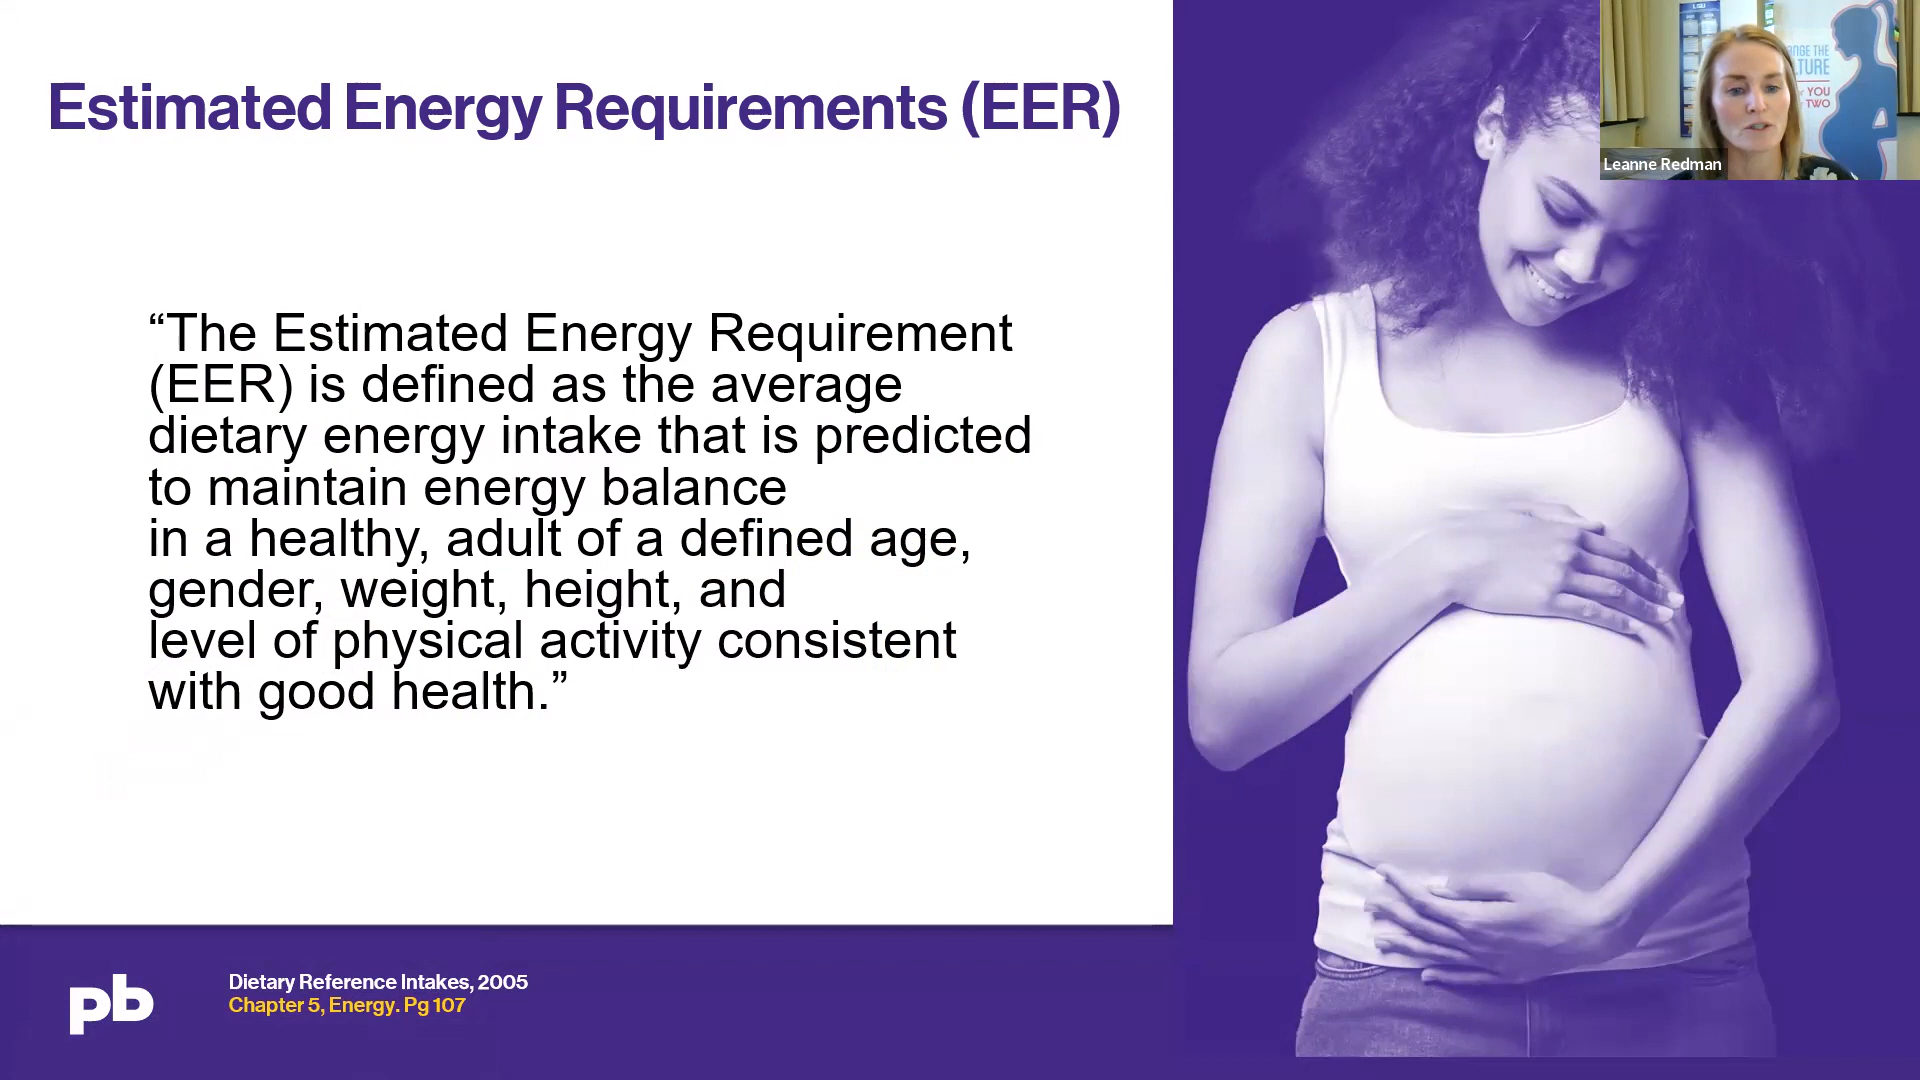 Estimated Energy Requirements (EER)
“The Estimated Energy Requirement
(EER) is defined as the average
dietary energy intake that is predicted
to maintain energy balance
in a healthy, adult of a defined age,
gender, weight, height, and
level of physical activity consistent
with good health.”
LSU
THE
YOU
TWO
Leanne Redman
pb
Dietary Reference Intakes, 2005
Chapter 5, Energy. Pg 107